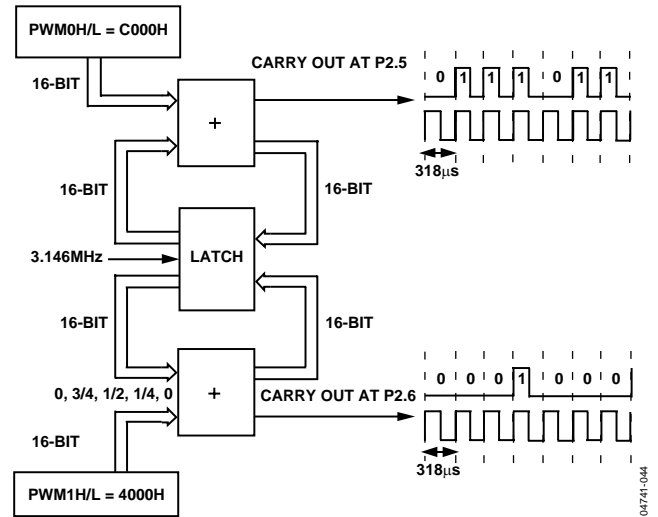 PWM0H/L = C000H
CARRY OUT AT P2.5
0 1 1 1 0 1 1
16-BIT
+
318μs
16-BIT
16-BIT
3.146MHz
LATCH
16-BIT
16-BIT
0, 3/4, 1/2, 1/4, 0
+
CARRY OUT AT P2.6
0 0 0 1 0 0 0
16-BIT
318μs
PWM1H/L = 4000H
04741-044